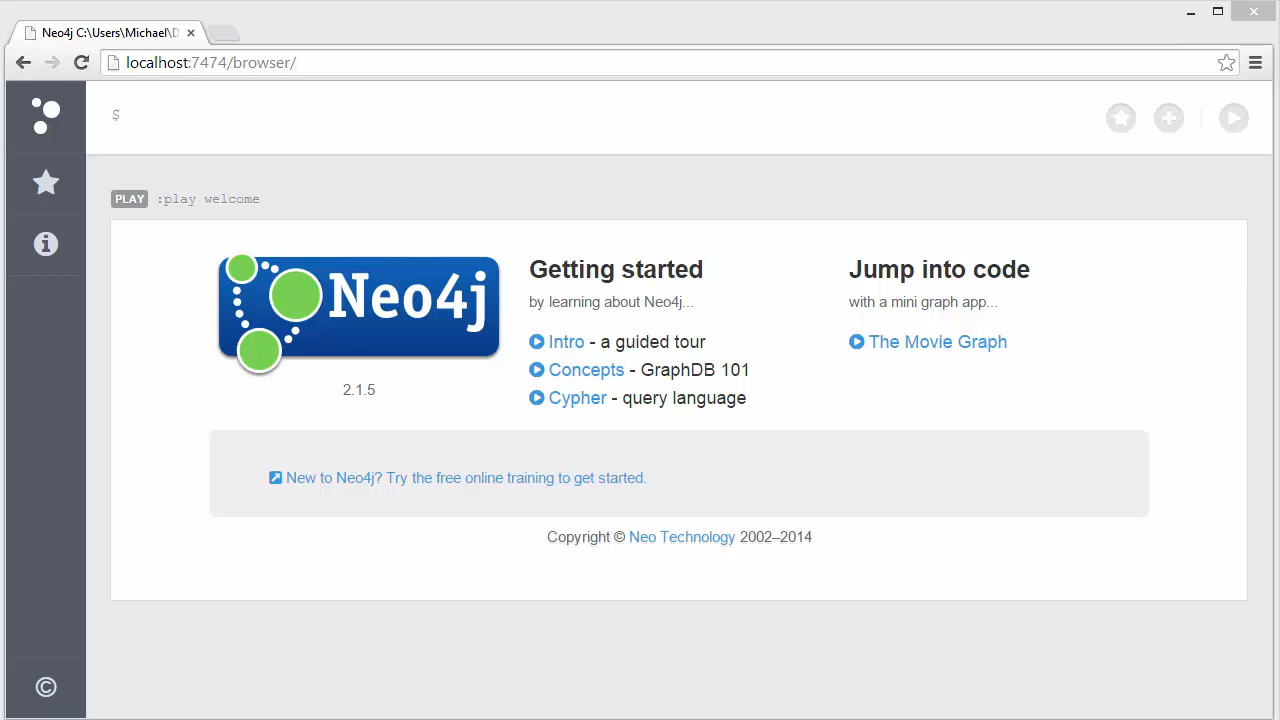 Neo4j C:\Users\Michael\D
localhost:7474/browser/
$
PLAY :play welcome
Neo4j
2.1.5
Getting started
by learning about Neo4j...
Intro - a guided tour
Concepts - GraphDB 101
Cypher - query language
Jump into code
with a mini graph app...
The Movie Graph
New to Neo4j? Try the free online training to get started.
Copyright © Neo Technology 2002–2014